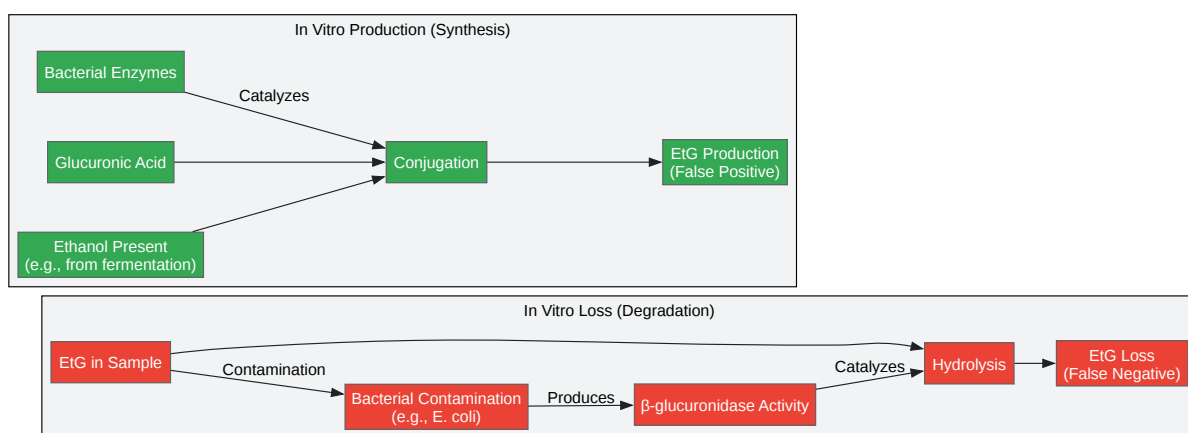 In Vitro Production (Synthesis)
Bacterial Enzymes
Catalyzes
Glucuronic Acid
Conjugation
EtG Production
(False Positive)
Ethanol Present
(e.g., from fermentation)
In Vitro Loss (Degradation)
EtG in Sample
Contamination
Bacterial Contamination
(e.g., E. coli)
Produces
β-glucuronidase Activity
Catalyzes
Hydrolysis
EtG Loss
(False Negative)